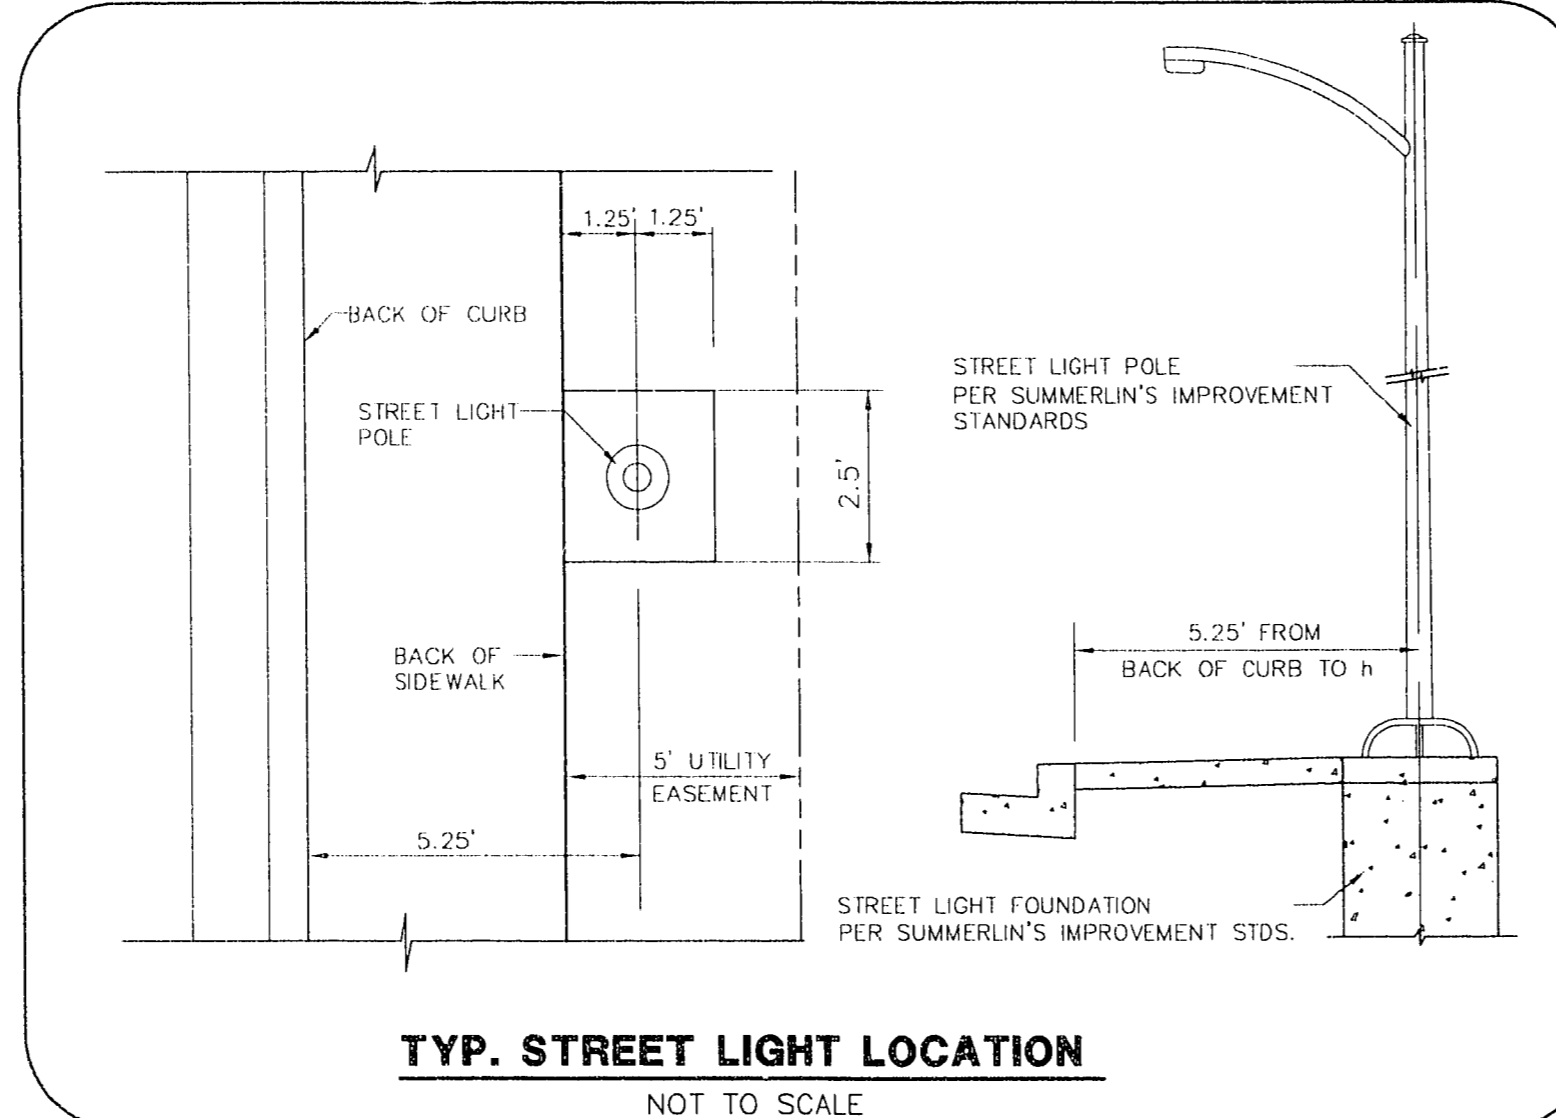 1.25' 1.25'
BACK OF CURB
STREET LIGHT
POLE
2.5'
BACK OF
SIDEWALK
5' UTILITY
EASEMENT
5.25'
STREET LIGHT POLE
PER SUMMERLIN'S IMPROVEMENT
STANDARDS
5.25' FROM
BACK OF CURB TO h
STREET LIGHT FOUNDATION
PER SUMMERLIN'S IMPROVEMENT STDS.
TYP. STREET LIGHT LOCATION
NOT TO SCALE